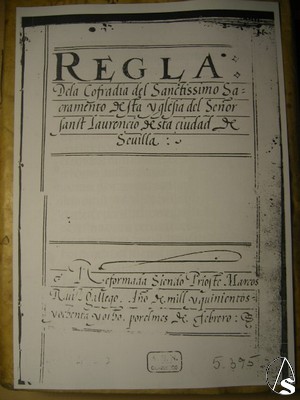 REGLA
Dela Cofradia del Sanctissimo Sa-
cramento desta yglesia del Señor
sanct Laurencio desta ciudad de
Sevilla:
Reformada siendo Prioste Marcos
Ruiz Gallego. Año de mill y quinientos
y ochenta y ocho. por el mes de febrero:
5.395